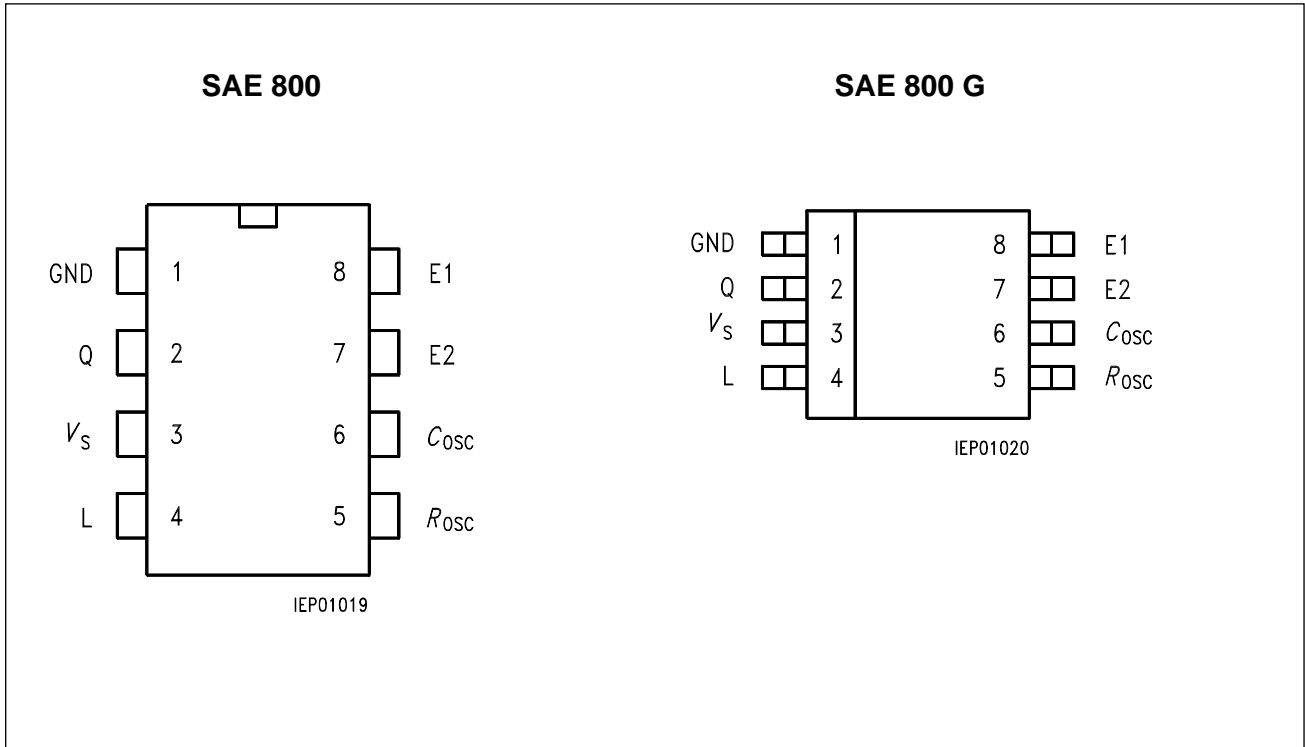 SAE 800
GND 1 8 E1
Q 2 7 E2
VS 3 6 COSC
L 4 5 ROSC
IEP01019
SAE 800 G
GND 1 8 E1
Q 2 7 E2
VS 3 6 COSC
L 4 5 ROSC
IEP01020